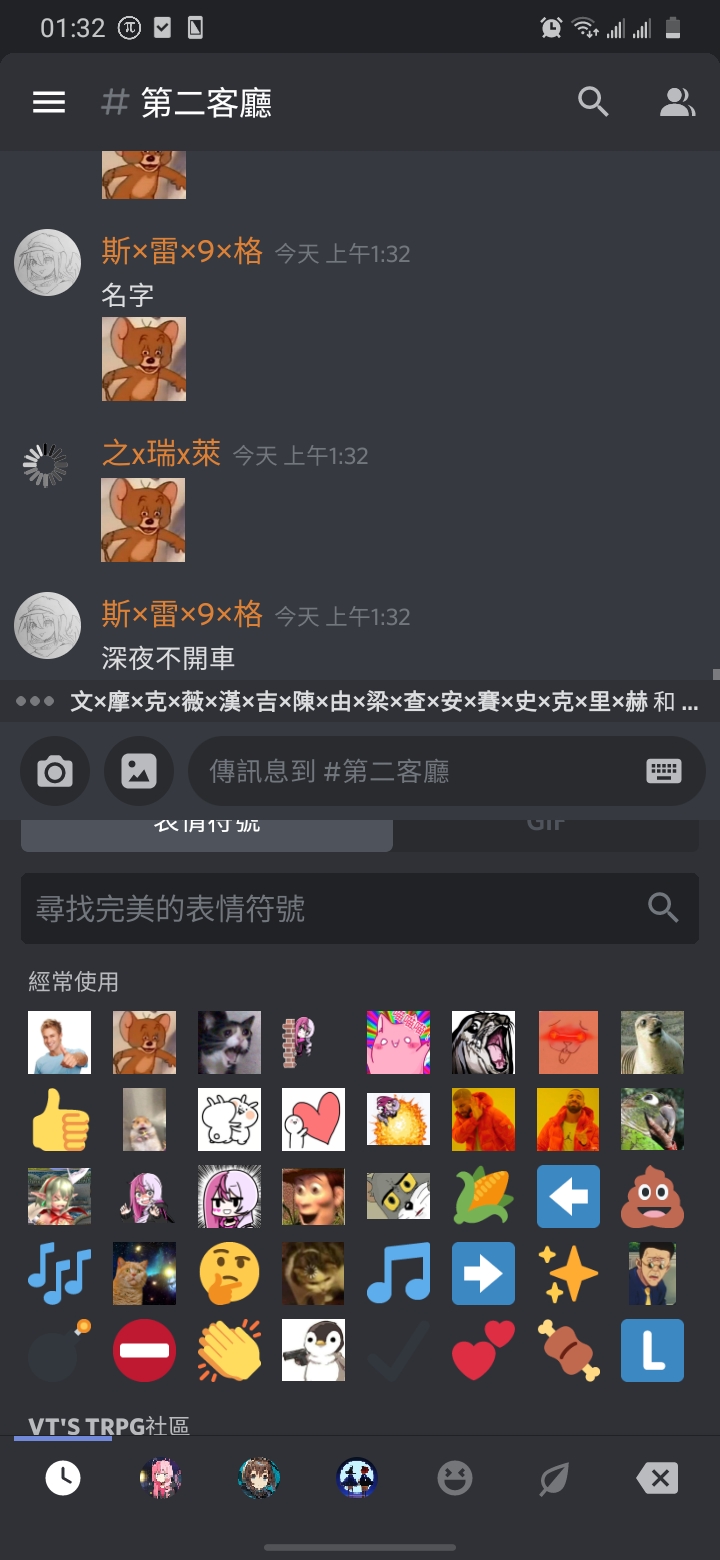 01:32
# 第二客廳
斯×雷×9×格 今天 上午1:32
名字
之x瑞x萊 今天 上午1:32
斯×雷×9×格 今天 上午1:32
深夜不開車
文×摩×克×薇×漢×吉×陳×由×梁×查×安×賽×史×克×里×赫 和 ...
傳訊息到 #第二客廳
表情符號 GIF
尋找完美的表情符號
經常使用
L
VT'S TRPG社區